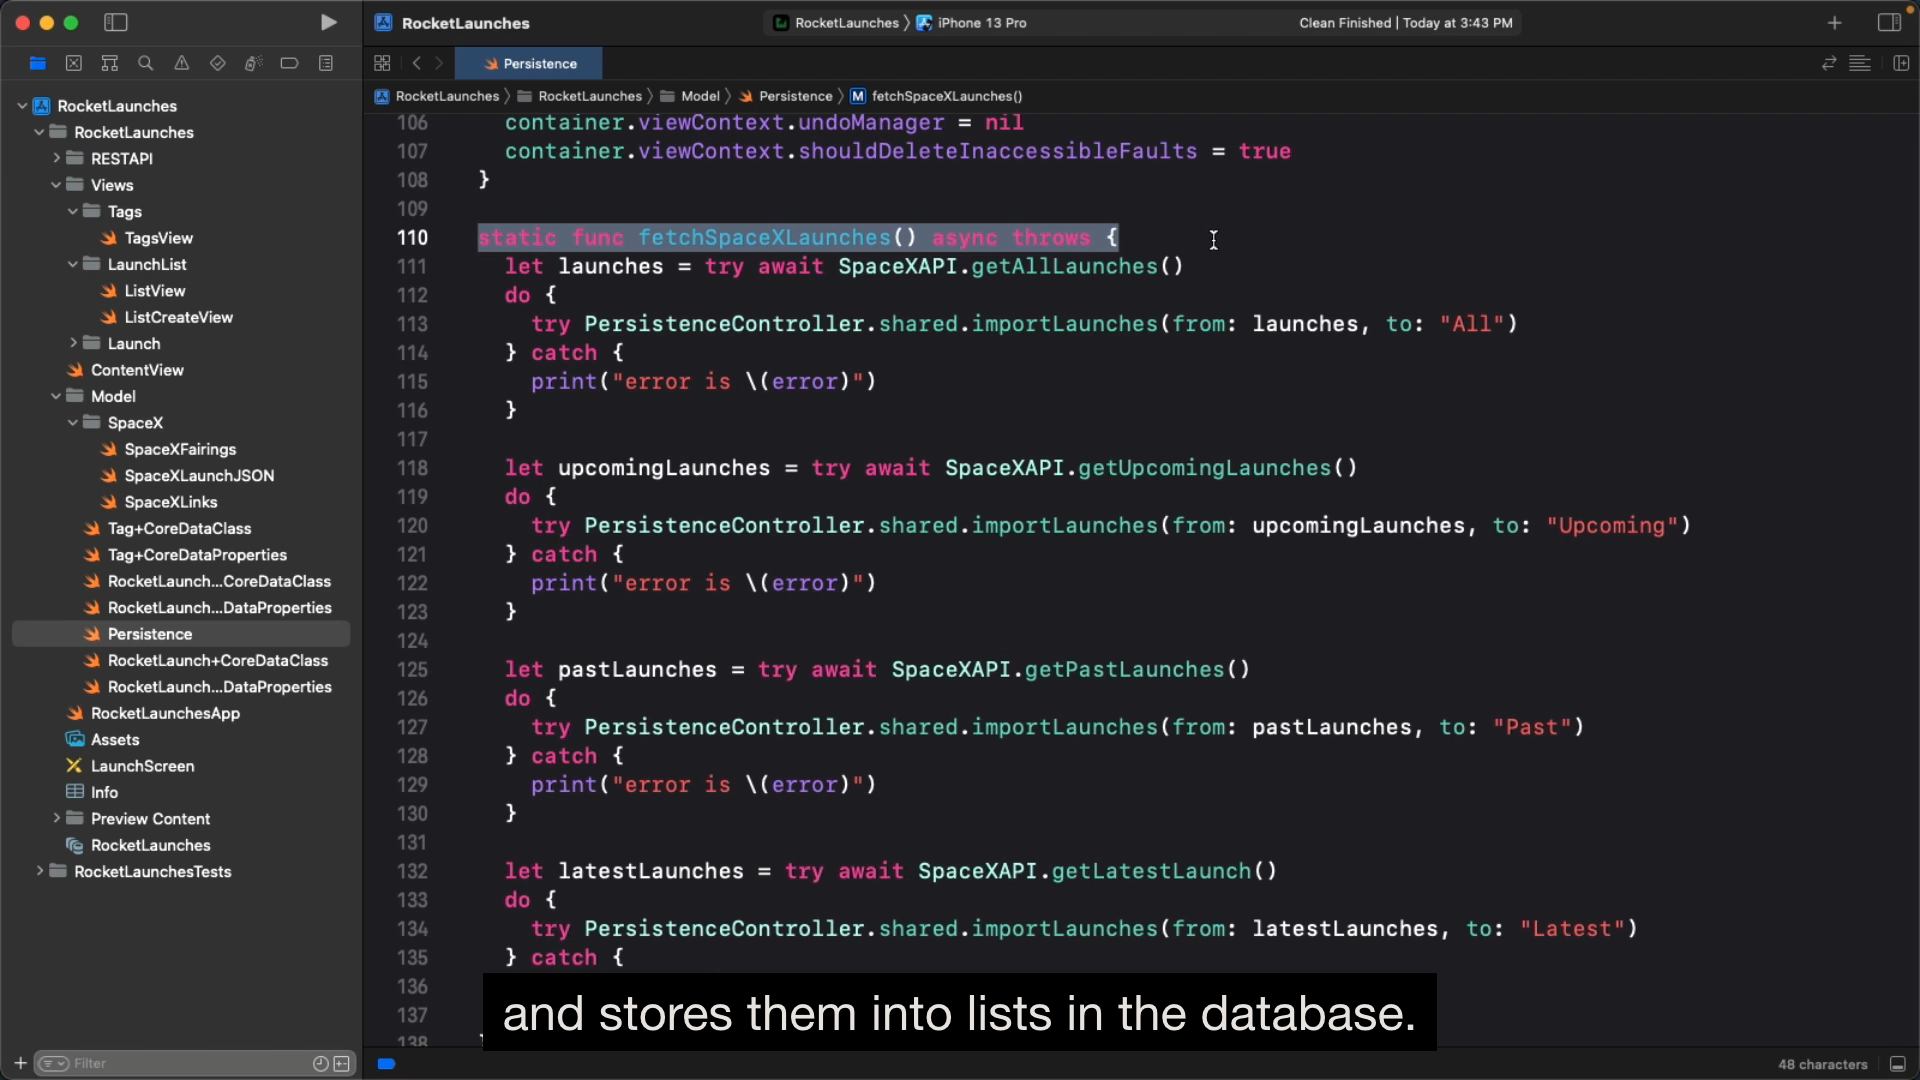 RocketLaunches
RocketLaunches
iPhone 13 Pro
Clean Finished | Today at 3:43 PM
Persistence
RocketLaunches
RocketLaunches
Model
Persistence
M
fetchSpaceXLaunches()
RocketLaunches
RocketLaunches
RESTAPI
Views
Tags
TagsView
LaunchList
ListView
ListCreateView
Launch
ContentView
Model
SpaceX
SpaceXFairings
SpaceXLaunchJSON
SpaceXLinks
Tag+CoreDataClass
Tag+CoreDataProperties
RocketLaunch...CoreDataClass
RocketLaunch...DataProperties
Persistence
RocketLaunch+CoreDataClass
RocketLaunch...DataProperties
RocketLaunchesApp
Assets
LaunchScreen
Info
Preview Content
RocketLaunches
RocketLaunchesTests
Filter
106 container.viewContext.undoManager = nil
107 container.viewContext.shouldDeleteInaccessibleFaults = true
108 }
109
110 static func fetchSpaceXLaunches() async throws {
111 let launches = try await SpaceXAPI.getAllLaunches()
112 do {
113 try PersistenceController.shared.importLaunches(from: launches, to: "All")
114 } catch {
115 print("error is \(error)")
116 }
117
118 let upcomingLaunches = try await SpaceXAPI.getUpcomingLaunches()
119 do {
120 try PersistenceController.shared.importLaunches(from: upcomingLaunches, to: "Upcoming")
121 } catch {
122 print("error is \(error)")
123 }
124
125 let pastLaunches = try await SpaceXAPI.getPastLaunches()
126 do {
127 try PersistenceController.shared.importLaunches(from: pastLaunches, to: "Past")
128 } catch {
129 print("error is \(error)")
130 }
131
132 let latestLaunches = try await SpaceXAPI.getLatestLaunch()
133 do {
134 try PersistenceController.shared.importLaunches(from: latestLaunches, to: "Latest")
135 } catch {
136
137
138
and stores them into lists in the database.
48 characters